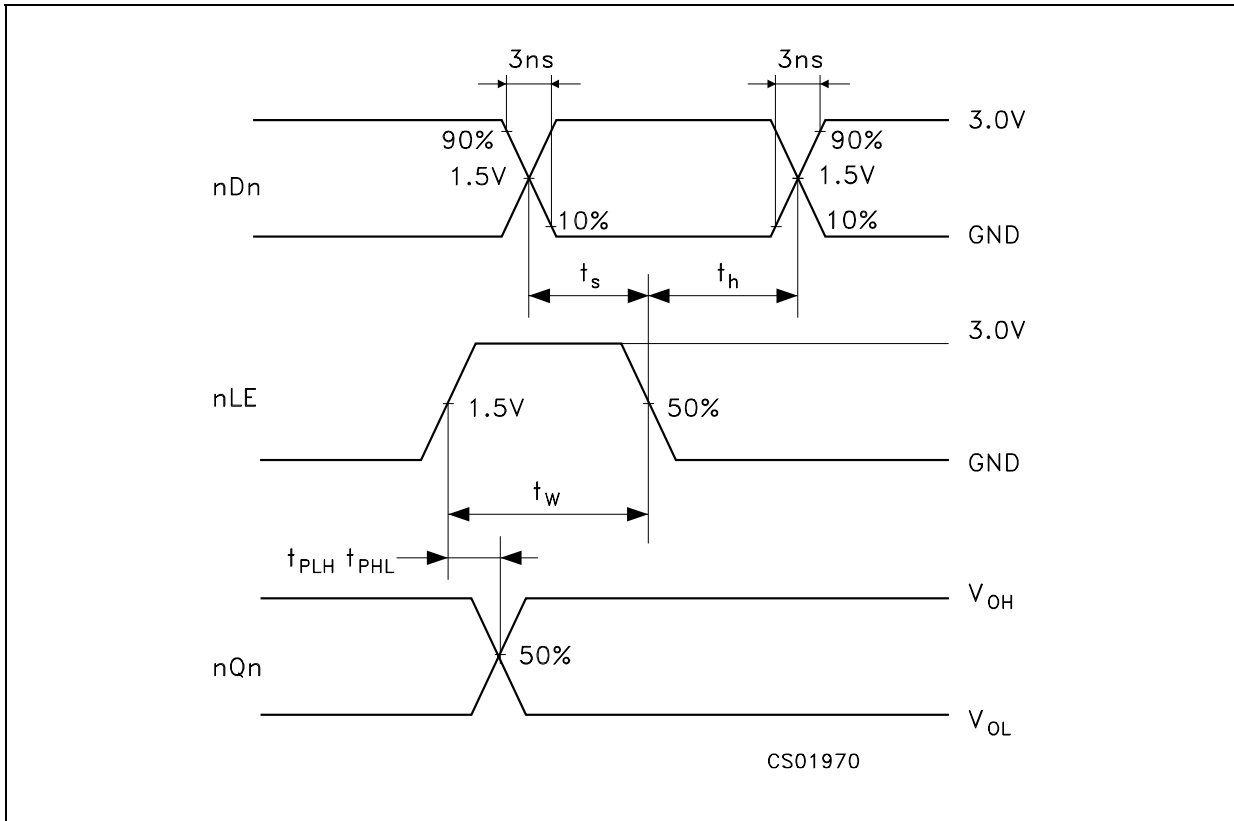 3ns 3ns
3.0V
90% 90%
nDn 1.5V 1.5V
10% 10%
GND
ts th
3.0V
nLE 1.5V 50%
GND
tW
tPLH tPHL
VOH
nQn 50%
VOL
CS01970